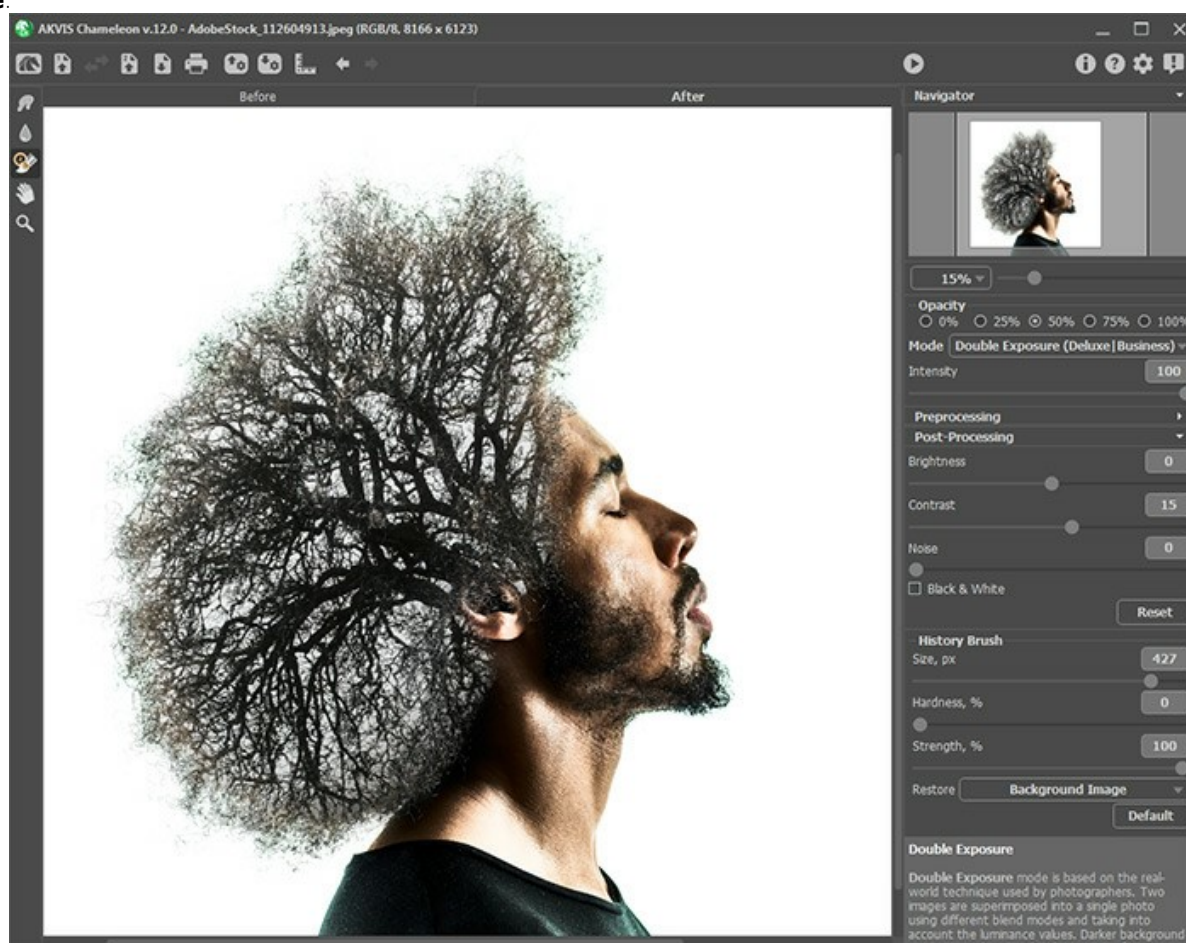 AKVIS Chameleon v.12.0 - AdobeStock_112604913.jpeg (RGB/8, 8166 x 6123)
Before
After
Navigator
15%
Opacity
0% 25% 50% 75% 100%
Mode Double Exposure (Deluxe|Business)
Intensity 100
Preprocessing
Post-Processing
Brightness 0
Contrast 15
Noise 0
Black & White
Reset
History Brush
Size, px 427
Hardness, % 0
Strength, % 100
Restore Background Image
Default
Double Exposure
Double Exposure mode is based on the real-
world technique used by photographers. Two
images are superimposed into a single photo
using different blend modes and taking into
account the luminance values. Darker background